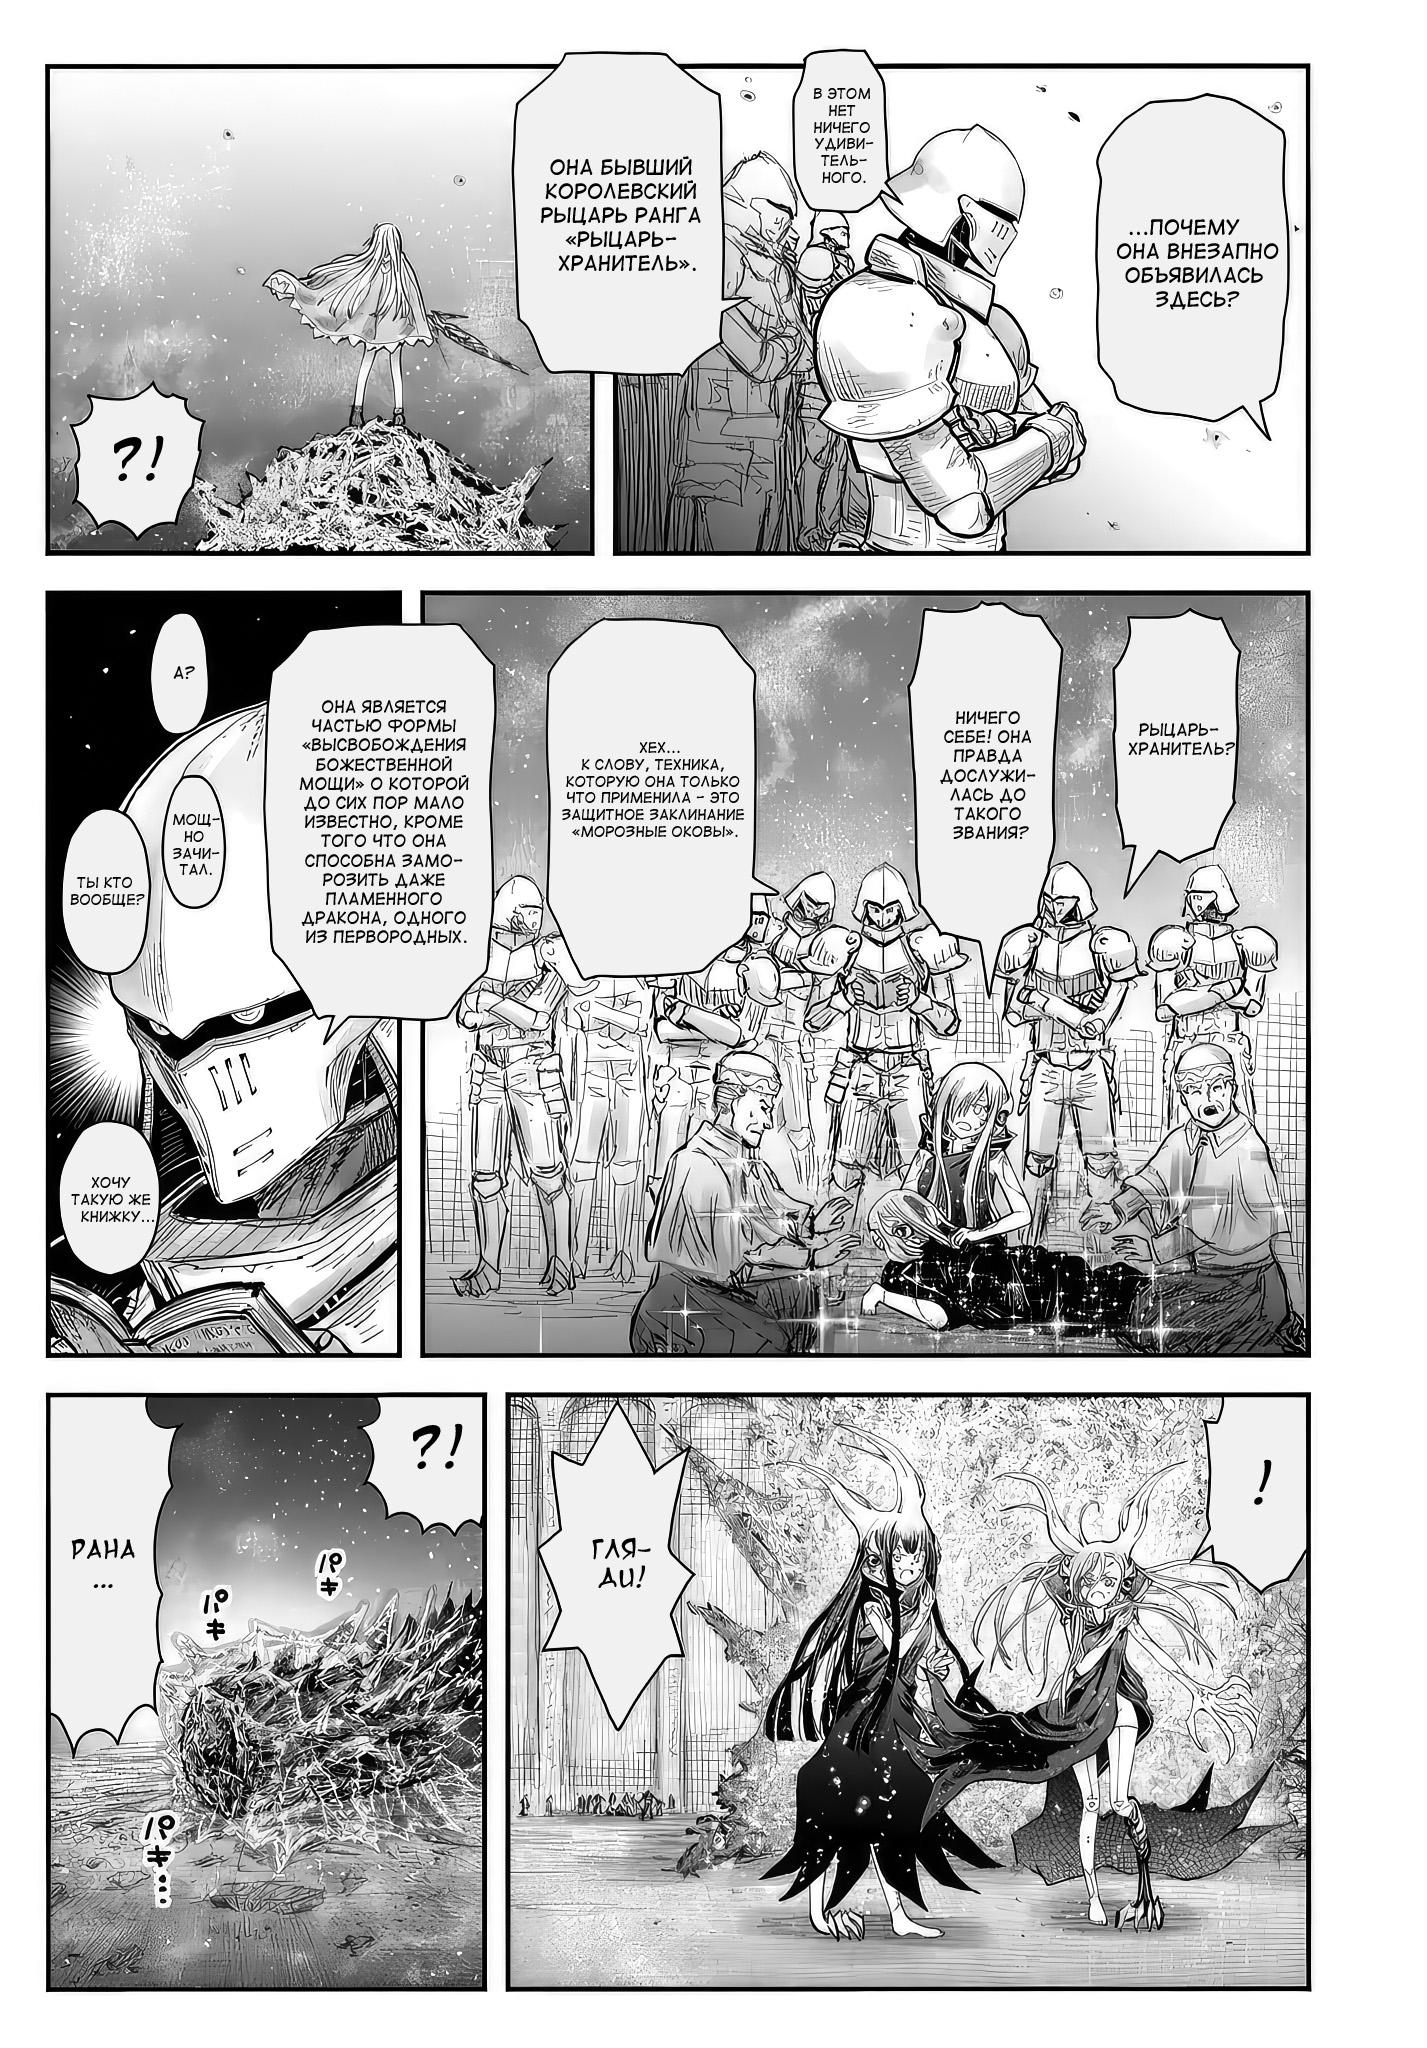 ...ПОЧЕМУ
ОНА ВНЕЗАПНО
ОБЪЯВИЛАСЬ
ЗДЕСЬ?
В ЭТОМ
НЕТ
НИЧЕГО
УДИВИ-
ТЕЛЬ-
НОГО.
ОНА БЫВШИЙ
КОРОЛЕВСКИЙ
РЫЦАРЬ РАНГА
«РЫЦАРЬ-
ХРАНИТЕЛЬ».
?!
РЫЦАРЬ-
ХРАНИТЕЛЬ?
НИЧЕГО
СЕБЕ! ОНА
ПРАВДА
ДОСЛУЖИ-
ЛАСЬ ДО
ТАКОГО
ЗВАНИЯ?
ХЕХ...
К СЛОВУ, ТЕХНИКА,
КОТОРУЮ ОНА ТОЛЬКО
ЧТО ПРИМЕНИЛА - ЭТО
ЗАЩИТНОЕ ЗАКЛИНАНИЕ
«МОРОЗНЫЕ ОКОВЫ».
ОНА ЯВЛЯЕТСЯ
ЧАСТЬЮ ФОРМЫ
«ВЫСВОБОЖДЕНИЯ
БОЖЕСТВЕННОЙ
МОЩИ» О КОТОРОЙ
ДО СИХ ПОР МАЛО
ИЗВЕСТНО, КРОМЕ
ТОГО ЧТО ОНА
СПОСОБНА ЗАМО-
РОЗИТЬ ДАЖЕ
ПЛАМЕННОГО
ДРАКОНА, ОДНОГО
ИЗ ПЕРВОРОДНЫХ.
А?
МОЩ-
НО
ЗАЧИ-
ТАЛ.
ТЫ КТО
ВООБЩЕ?
ХОЧУ
ТАКУЮ ЖЕ
КНИЖКУ...
!
ГЛЯ-
ДИ!
?!
РАНА
...
パキ
パキ
パキ...